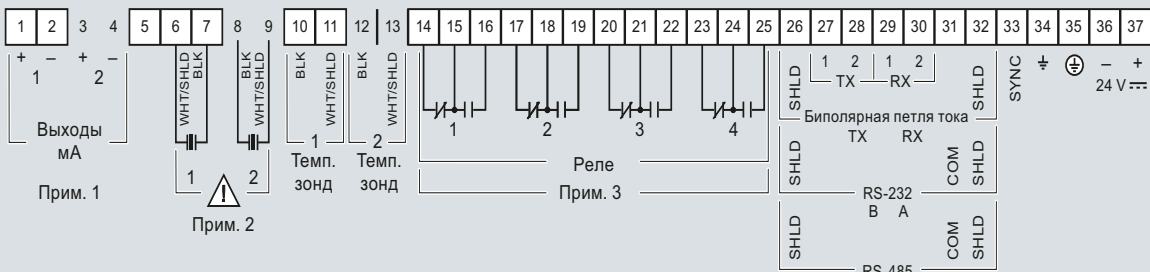 1 2 3 4 5 6 7 8 9 10 11 12 13 14 15 16 17 18 19 20 21 22 23 24 25 26 27 28 29 30 31 32 33 34 35 36 37
+ – + –
1 2
WHT/SHLD
BLK
BLK
WHT/SHLD
BLK
WHT/SHLD
BLK
WHT/SHLD
SHLD
1 2 1 2
TX RX
SHLD
SYNC
– +
24 V
Выходы
мА
Прим. 1
1 2
!
Прим. 2
1
Темп.
зонд
2
Темп.
зонд
1 2 3 4
Реле
Прим. 3
Биполярная петля тока
TX RX
SHLD
COM
SHLD
RS-232
B A
SHLD
COM
SHLD
RS-485